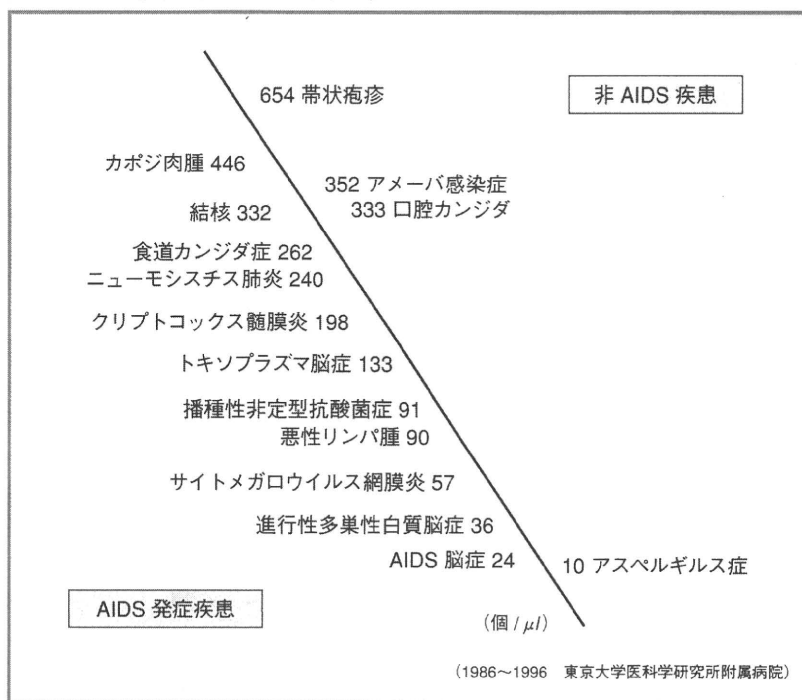 654 帯状疱疹
非 AIDS 疾患
カポジ肉腫 446
352 アメーバ感染症
結核 332
333 口腔カンジダ
食道カンジダ症 262
ニューモシスチス肺炎 240
クリプトコックス髄膜炎 198
トキソプラズマ脳症 133
播種性非定型抗酸菌症 91
悪性リンパ腫 90
サイトメガロウイルス網膜炎 57
進行性多巣性白質脳症 36
AIDS 脳症 24
10 アスペルギルス症
AIDS 発症疾患
(個 / μl)
(1986〜1996 東京大学医科学研究所附属病院)